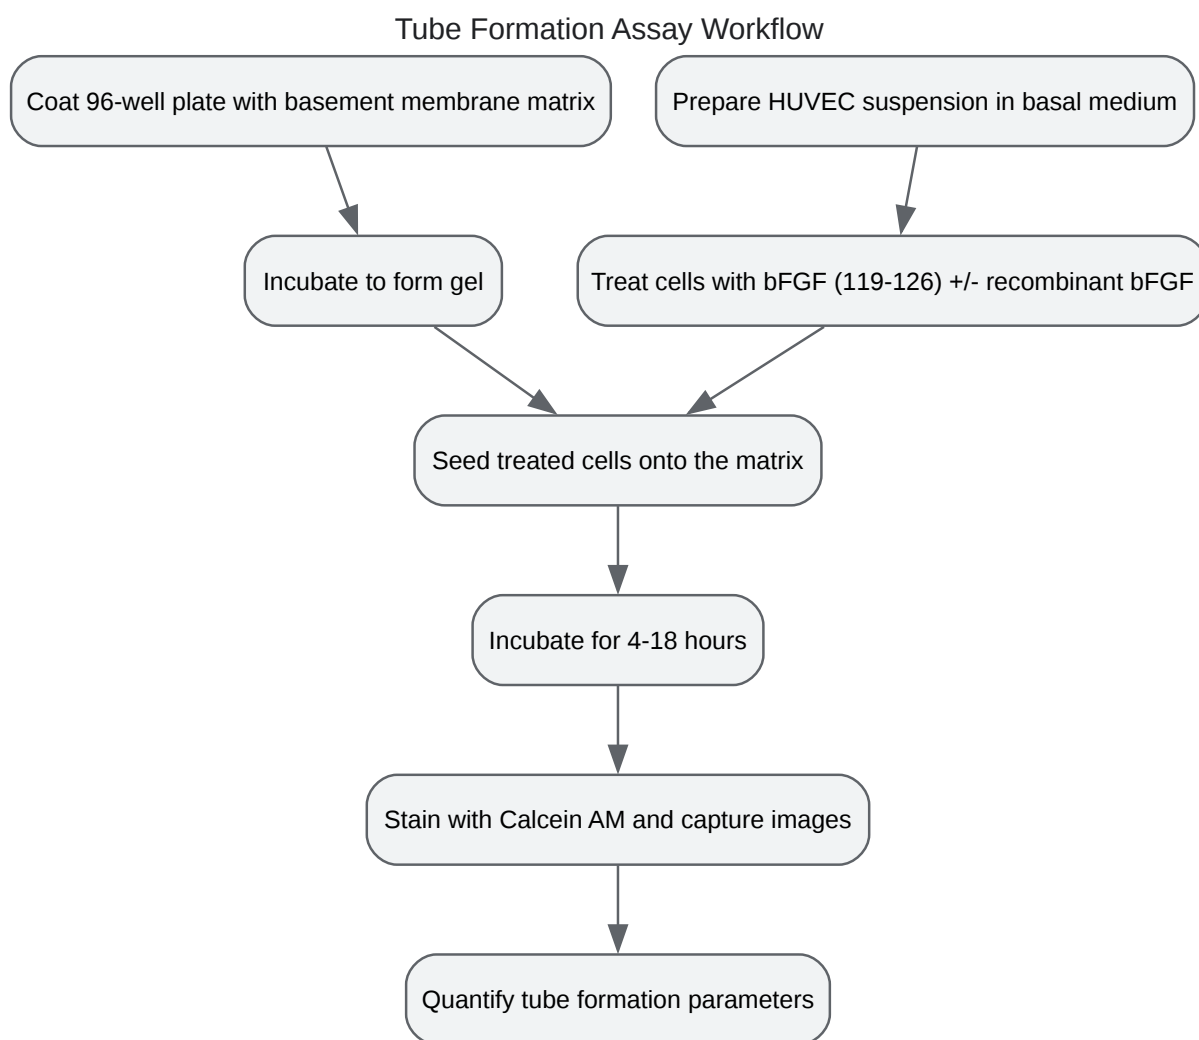 Tube Formation Assay Workflow
Coat 96-well plate with basement membrane matrix
Prepare HUVEC suspension in basal medium
Incubate to form gel
Treat cells with bFGF (119-126) +/- recombinant bFGF
Seed treated cells onto the matrix
Incubate for 4-18 hours
Stain with Calcein AM and capture images
Quantify tube formation parameters